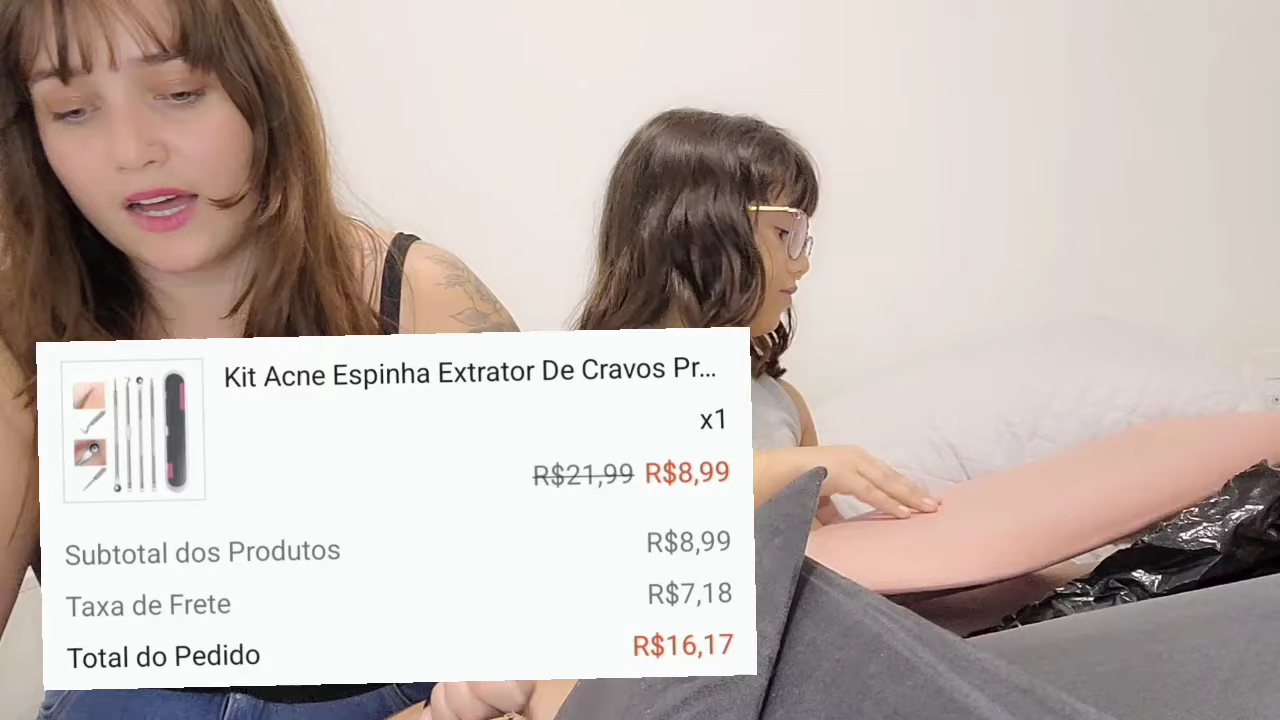 Kit Acne Espinha Extrator De Cravos Pr...
x1
R$21,99 R$8,99
Subtotal dos Produtos R$8,99
Taxa de Frete R$7,18
Total do Pedido R$16,17